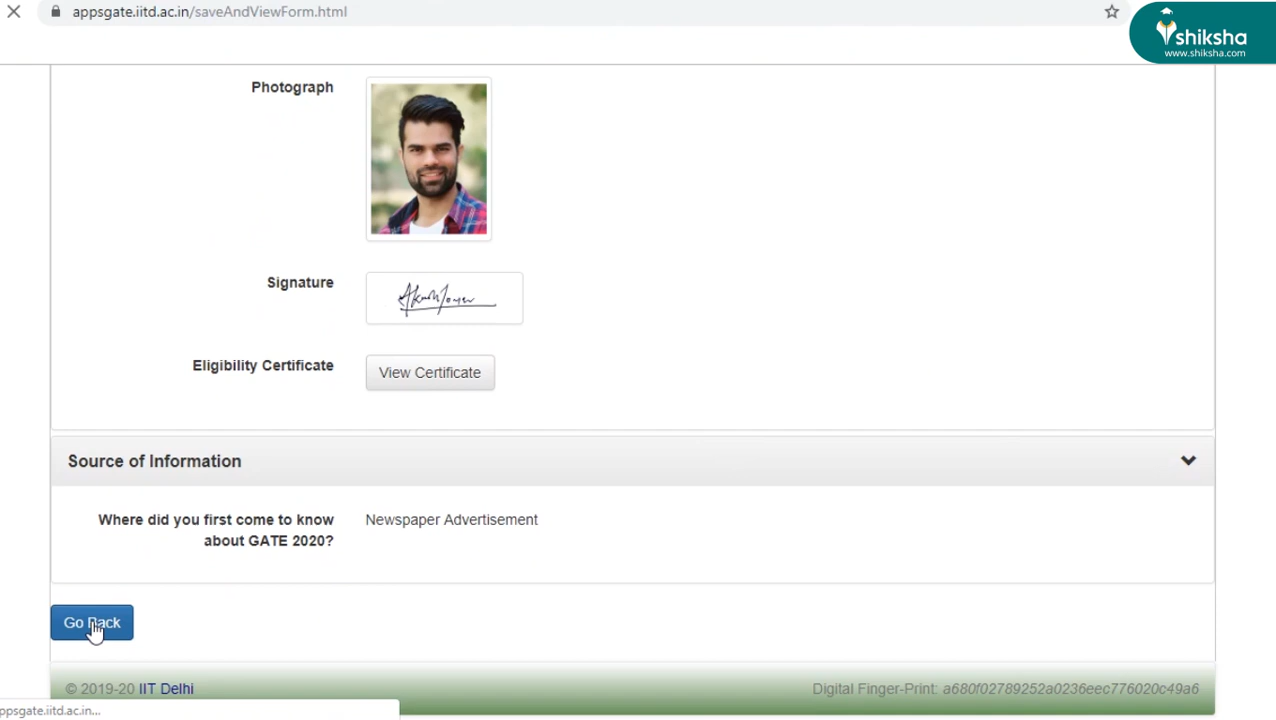 appsgate.iitd.ac.in/saveAndViewForm.html
shiksha
www.shiksha.com
Photograph
Signature
Eligibility Certificate
View Certificate
Source of Information
Where did you first come to know
about GATE 2020?
Newspaper Advertisement
Go Back
© 2019-20 IIT Delhi
Digital Finger-Print: a680f02789252a0236eec776020c49a6
ppsgate.iitd.ac.in...